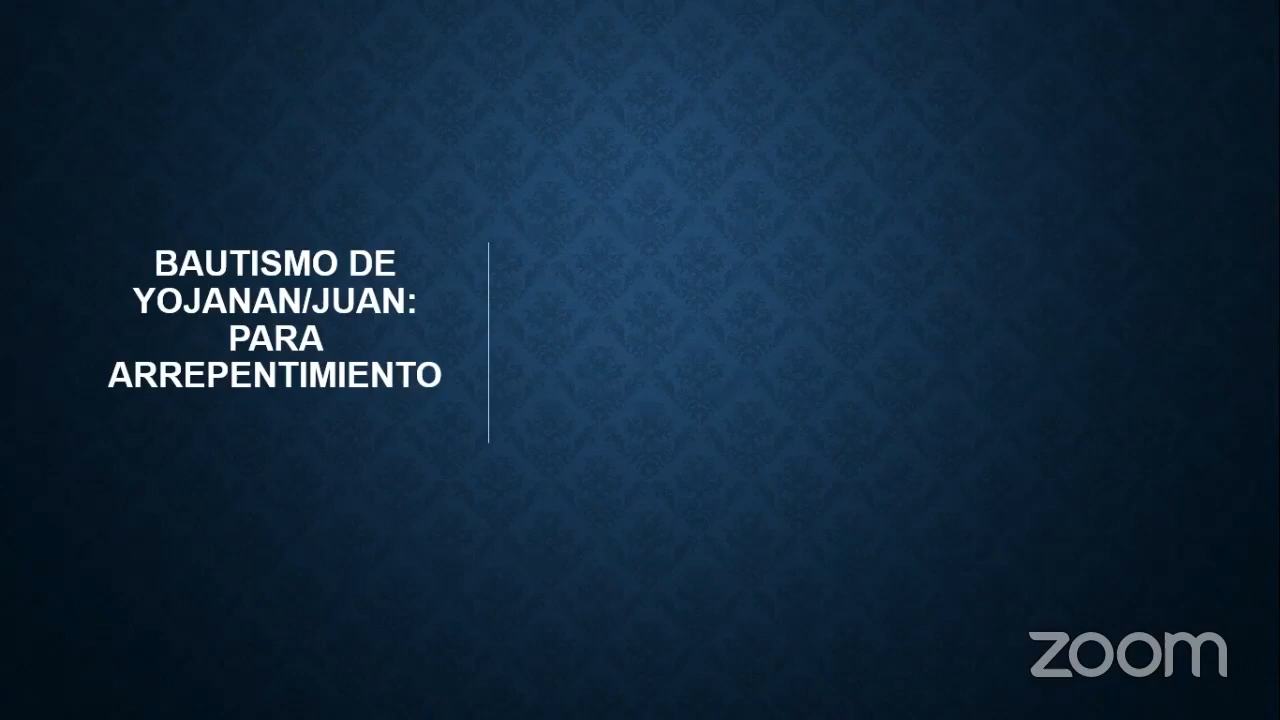 BAUTISMO DE
YOJANAN/JUAN:
PARA
ARREPENTIMIENTO
zoom